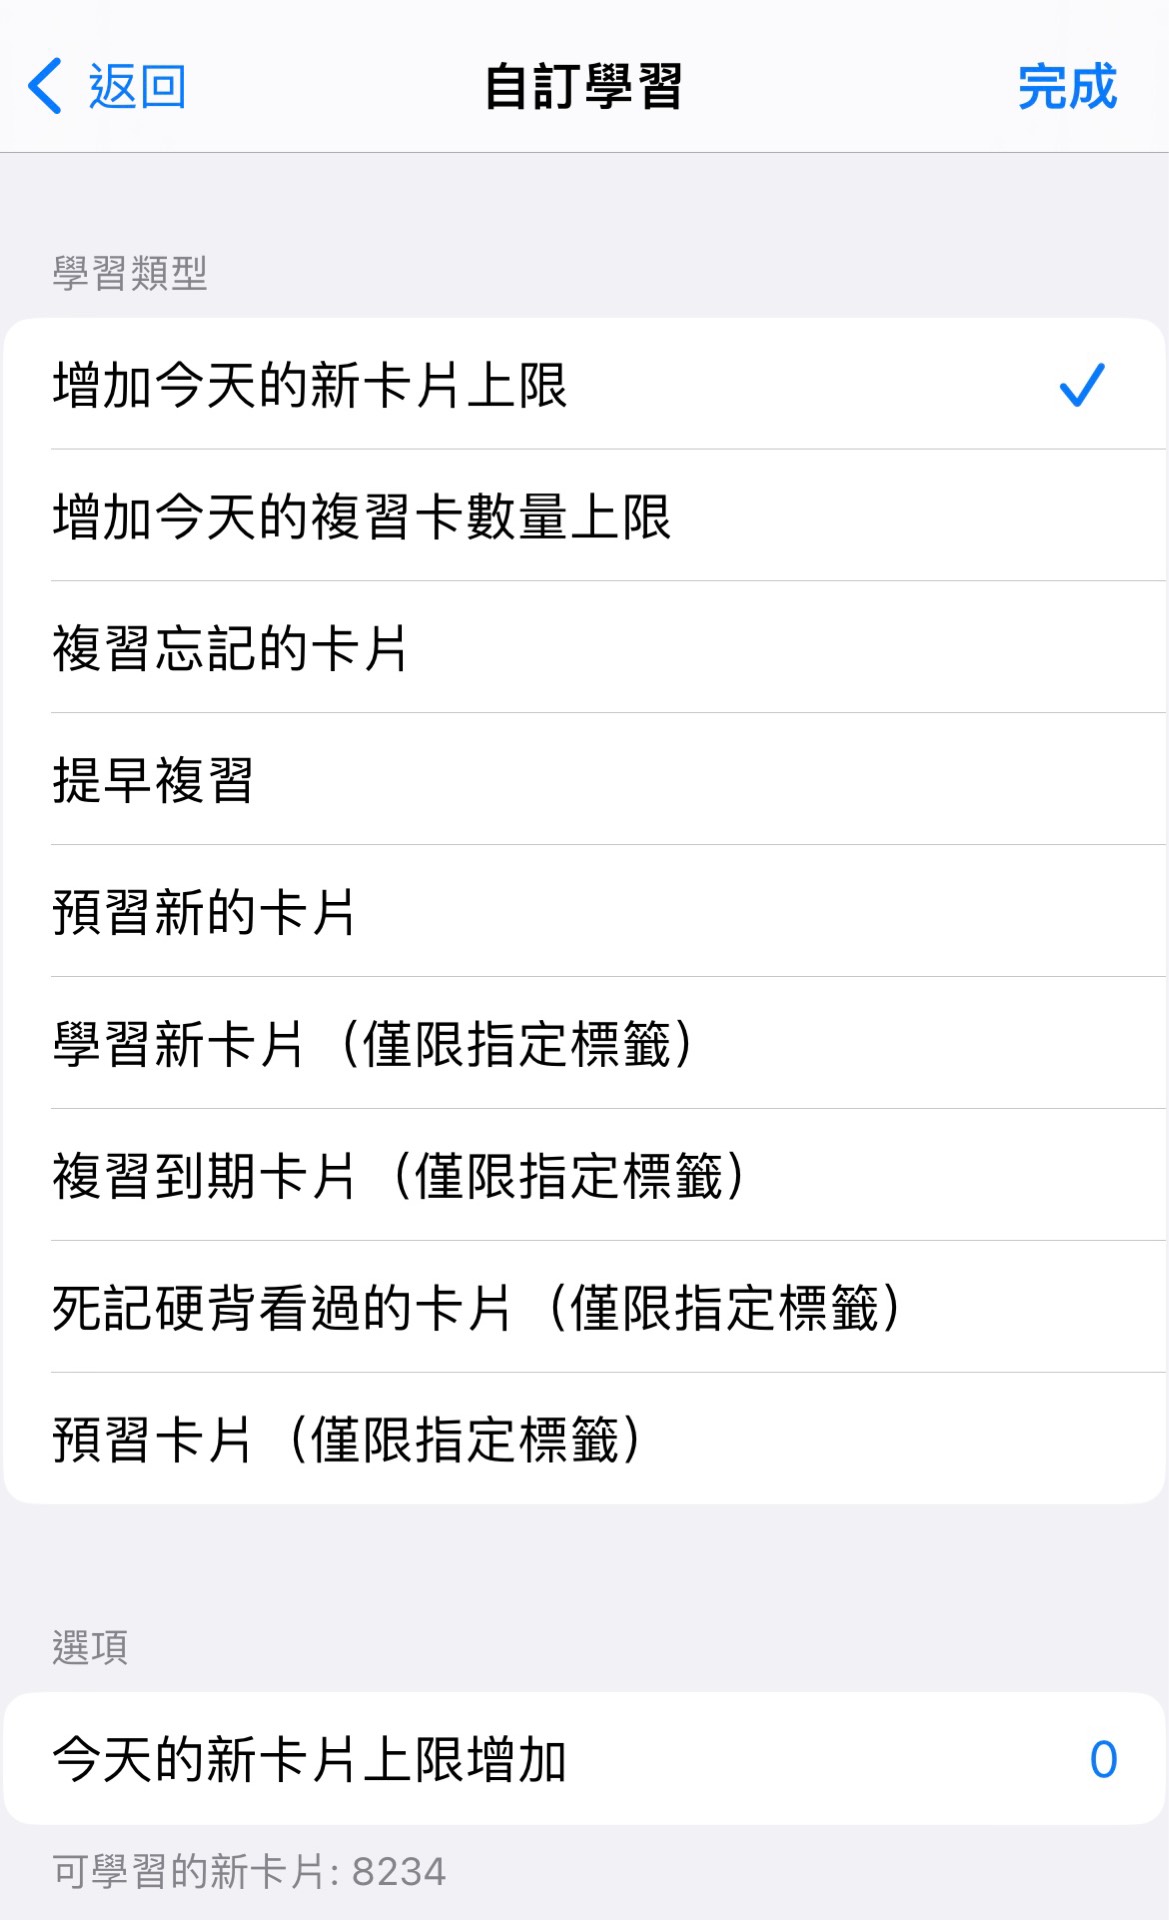 返回
自訂學習
完成
學習類型
增加今天的新卡片上限
增加今天的複習卡數量上限
複習忘記的卡片
提早複習
預習新的卡片
學習新卡片（僅限指定標籤）
複習到期卡片（僅限指定標籤）
死記硬背看過的卡片（僅限指定標籤）
預習卡片（僅限指定標籤）
選項
今天的新卡片上限增加
0
可學習的新卡片: 8234